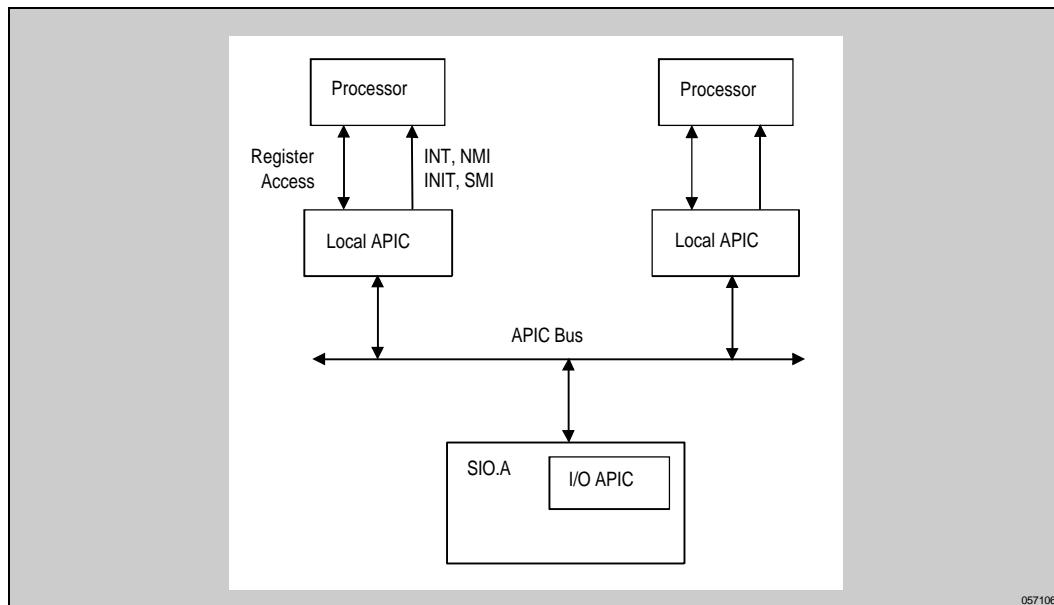 Processor
Processor
Register
Access
INT, NMI
INIT, SMI
Local APIC
Local APIC
APIC Bus
SIO.A
I/O APIC
057106